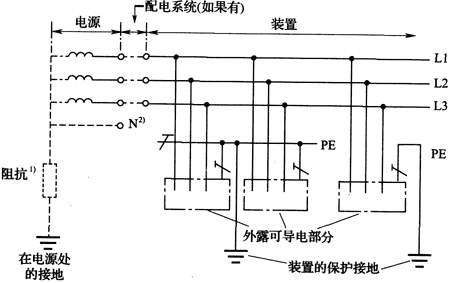 配电系统(如果有)
电源
装置
L1
L2
L3
N2)
PE
PE
阻抗1)
外露可导电部分
在电源处
的接地
装置的保护接地